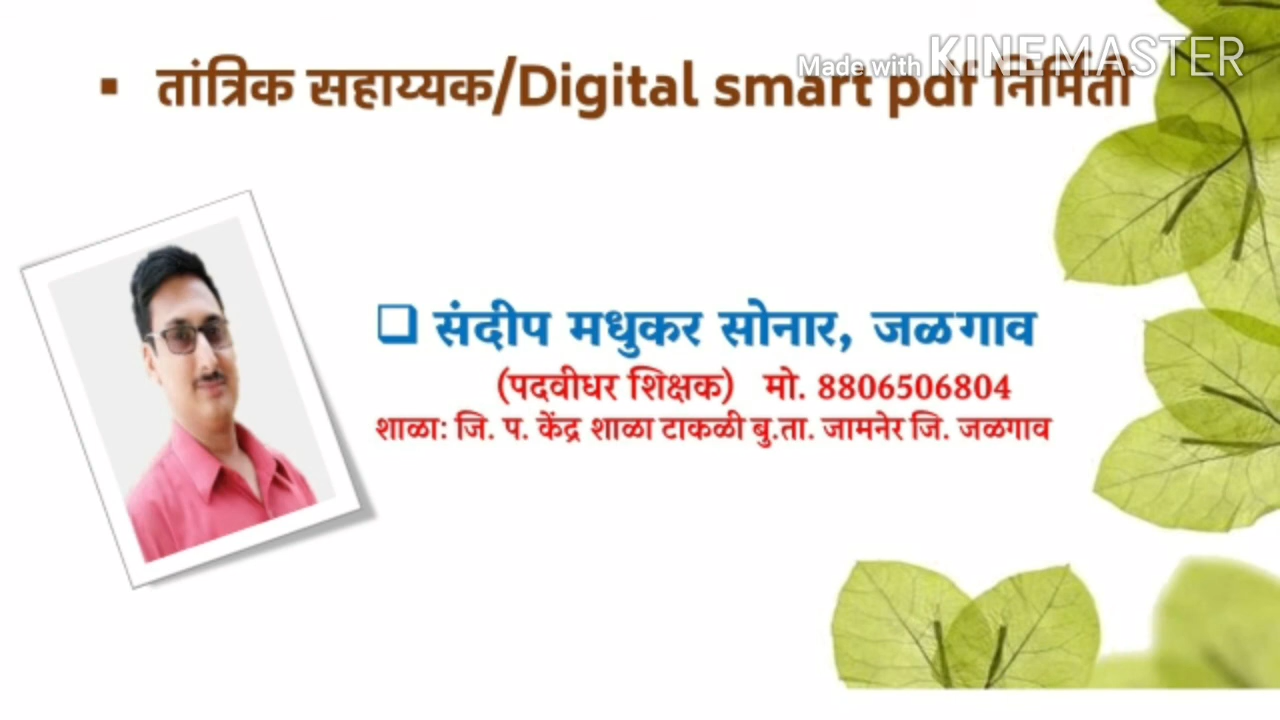 Made with KINEMASTER
▪ तांत्रिक सहाय्यक/Digital smart pdf निर्मिती
❑ संदीप मधुकर सोनार, जळगाव
(पदवीधर शिक्षक) मो. 8806506804
शाळा: जि. प. केंद्र शाळा टाकळी बु.ता. जामनेर जि. जळगाव